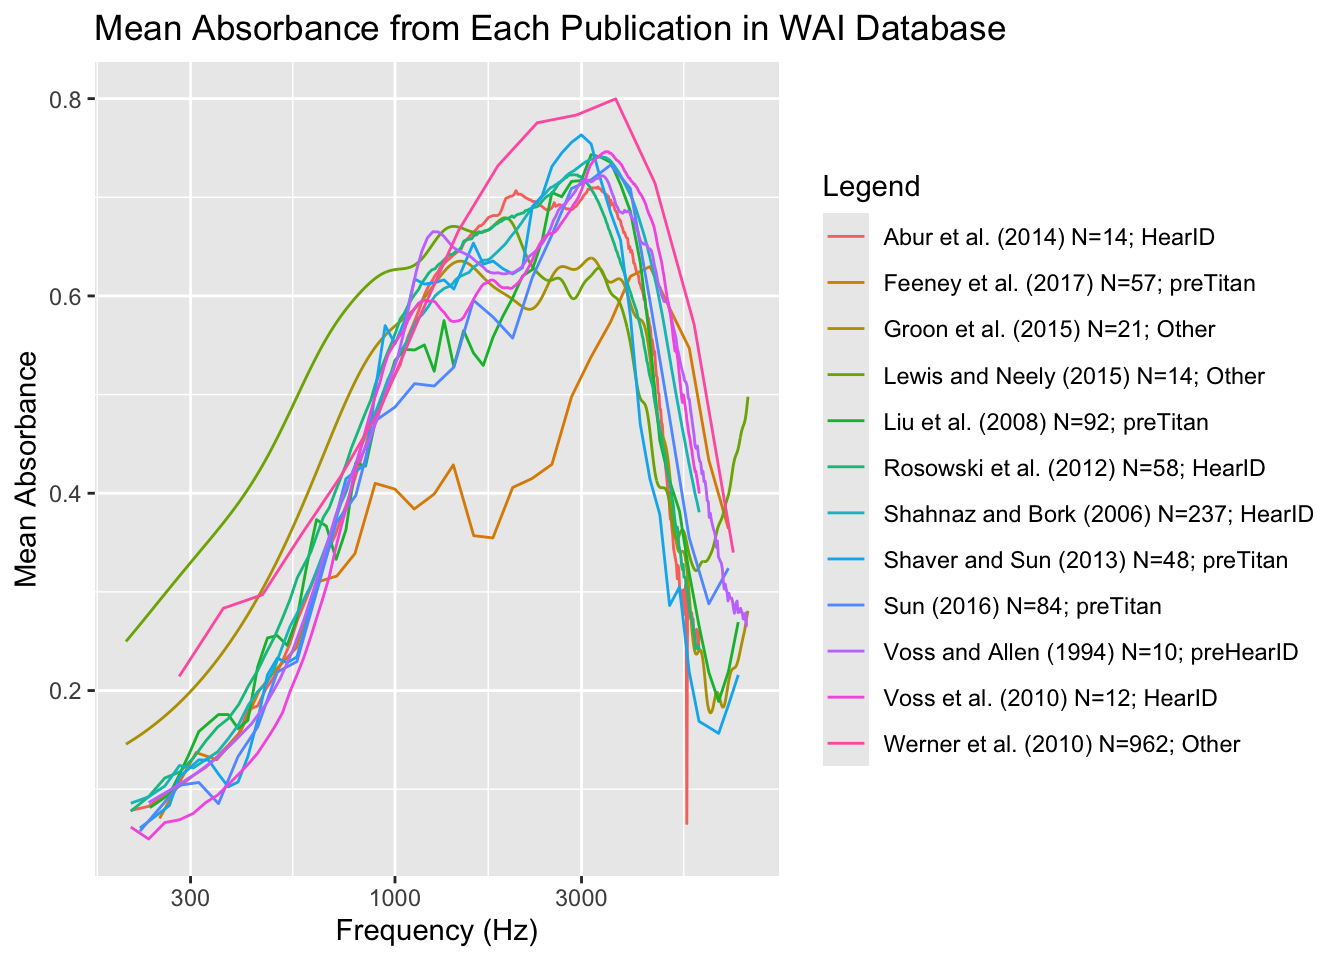 Mean Absorbance from Each Publication in WAI Database
Mean Absorbance
0.8
0.6
0.4
0.2
300
1000
3000
Frequency (Hz)
Legend
Abur et al. (2014) N=14; HearID
Feeney et al. (2017) N=57; preTitan
Groon et al. (2015) N=21; Other
Lewis and Neely (2015) N=14; Other
Liu et al. (2008) N=92; preTitan
Rosowski et al. (2012) N=58; HearID
Shahnaz and Bork (2006) N=237; HearID
Shaver and Sun (2013) N=48; preTitan
Sun (2016) N=84; preTitan
Voss and Allen (1994) N=10; preHearID
Voss et al. (2010) N=12; HearID
Werner et al. (2010) N=962; Other